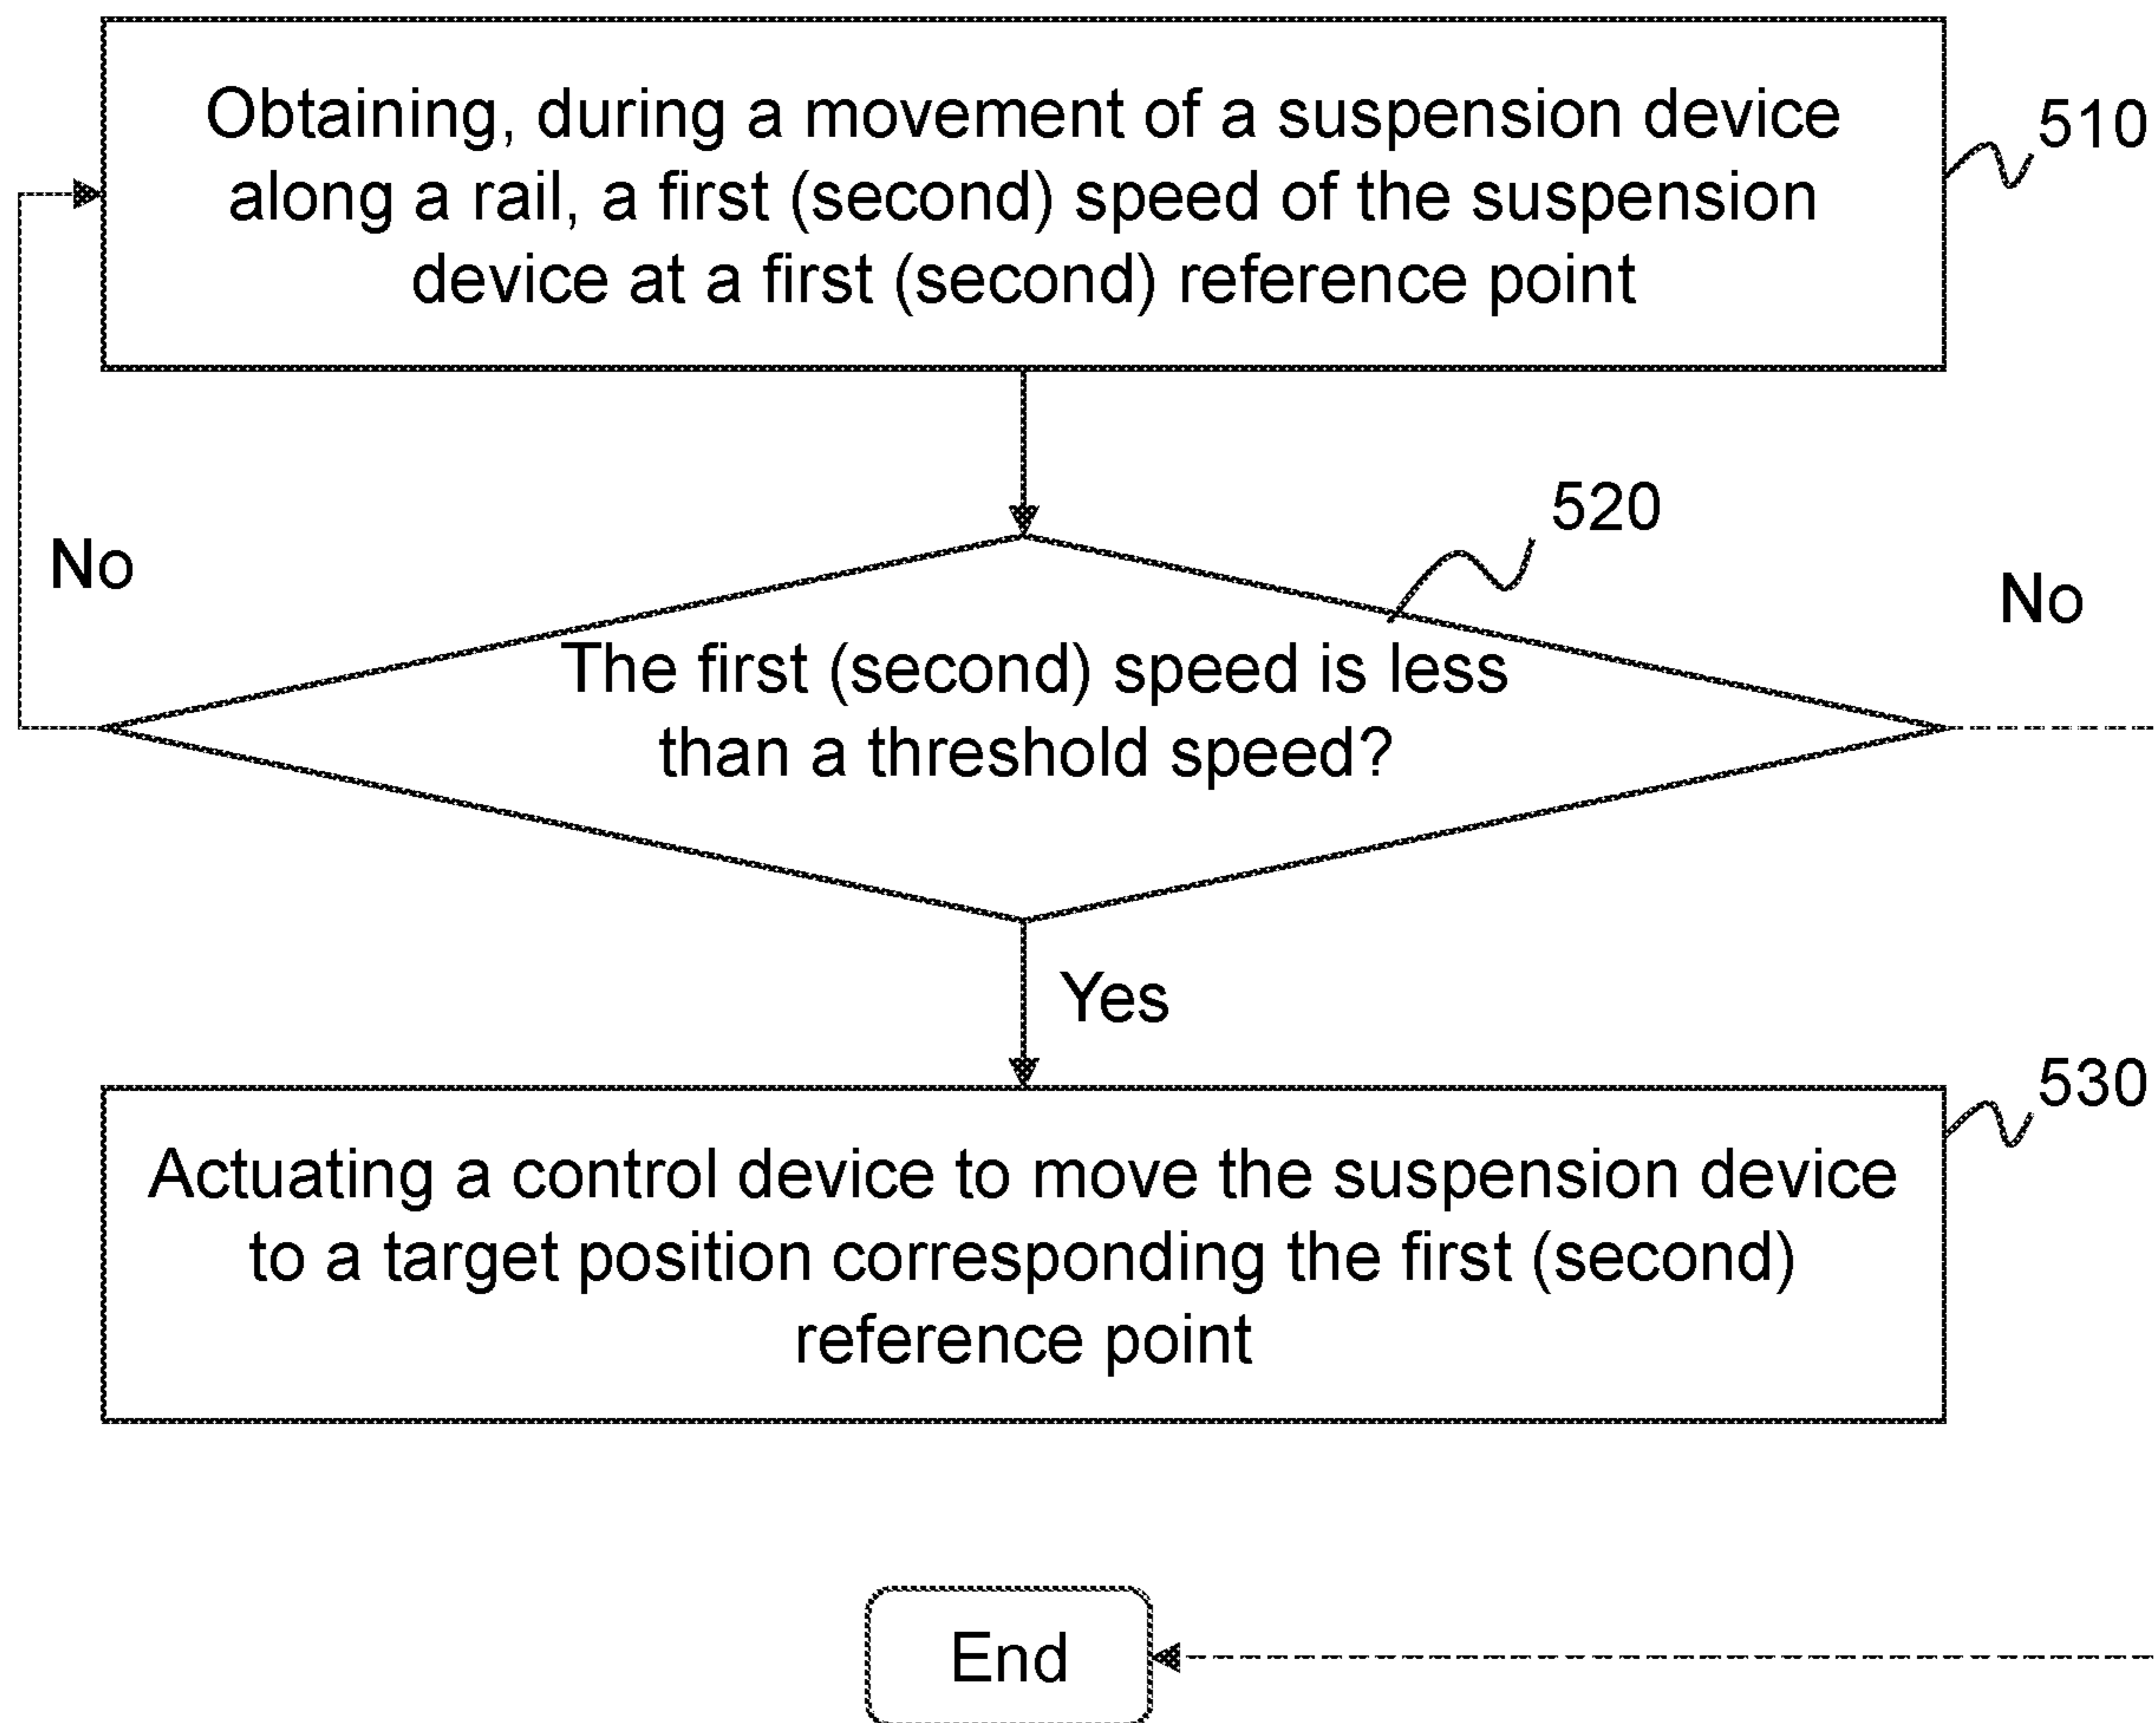 Obtaining, during a movement of a suspension device
along a rail, a first (second) speed of the suspension
device at a first (second) reference point
510
520
No
No
The first (second) speed is less
than a threshold speed?
Yes
530
Actuating a control device to move the suspension device
to a target position corresponding the first (second)
reference point
End